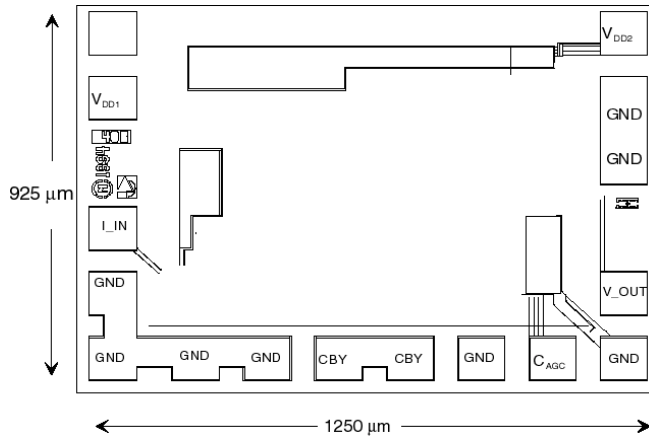 V_DD2
V_DD1
GND
GND
925 μm
I_IN
GND
V_OUT
GND
GND
GND
CBY
CBY
GND
C_AGC
GND
1250 μm